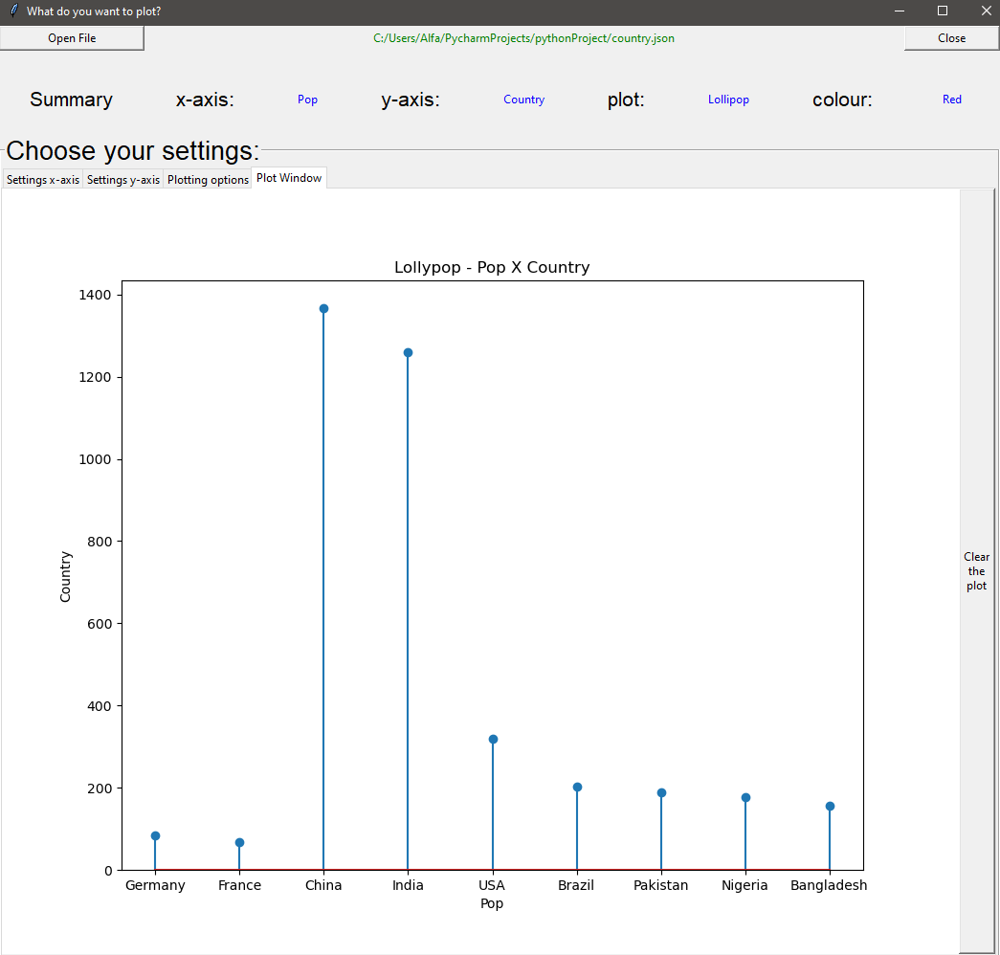 What do you want to plot?
Open File
C:/Users/Alfa/PycharmProjects/pythonProject/country.json
Close
Summary x-axis: Pop y-axis: Country plot: Lollipop colour: Red
Choose your settings:
Settings x-axis Settings y-axis Plotting options Plot Window
Lollypop - Pop X Country
1400
1200
1000
800
600
400
200
0
Country
Germany France China India USA Brazil Pakistan Nigeria Bangladesh
Pop
Clear
the
plot